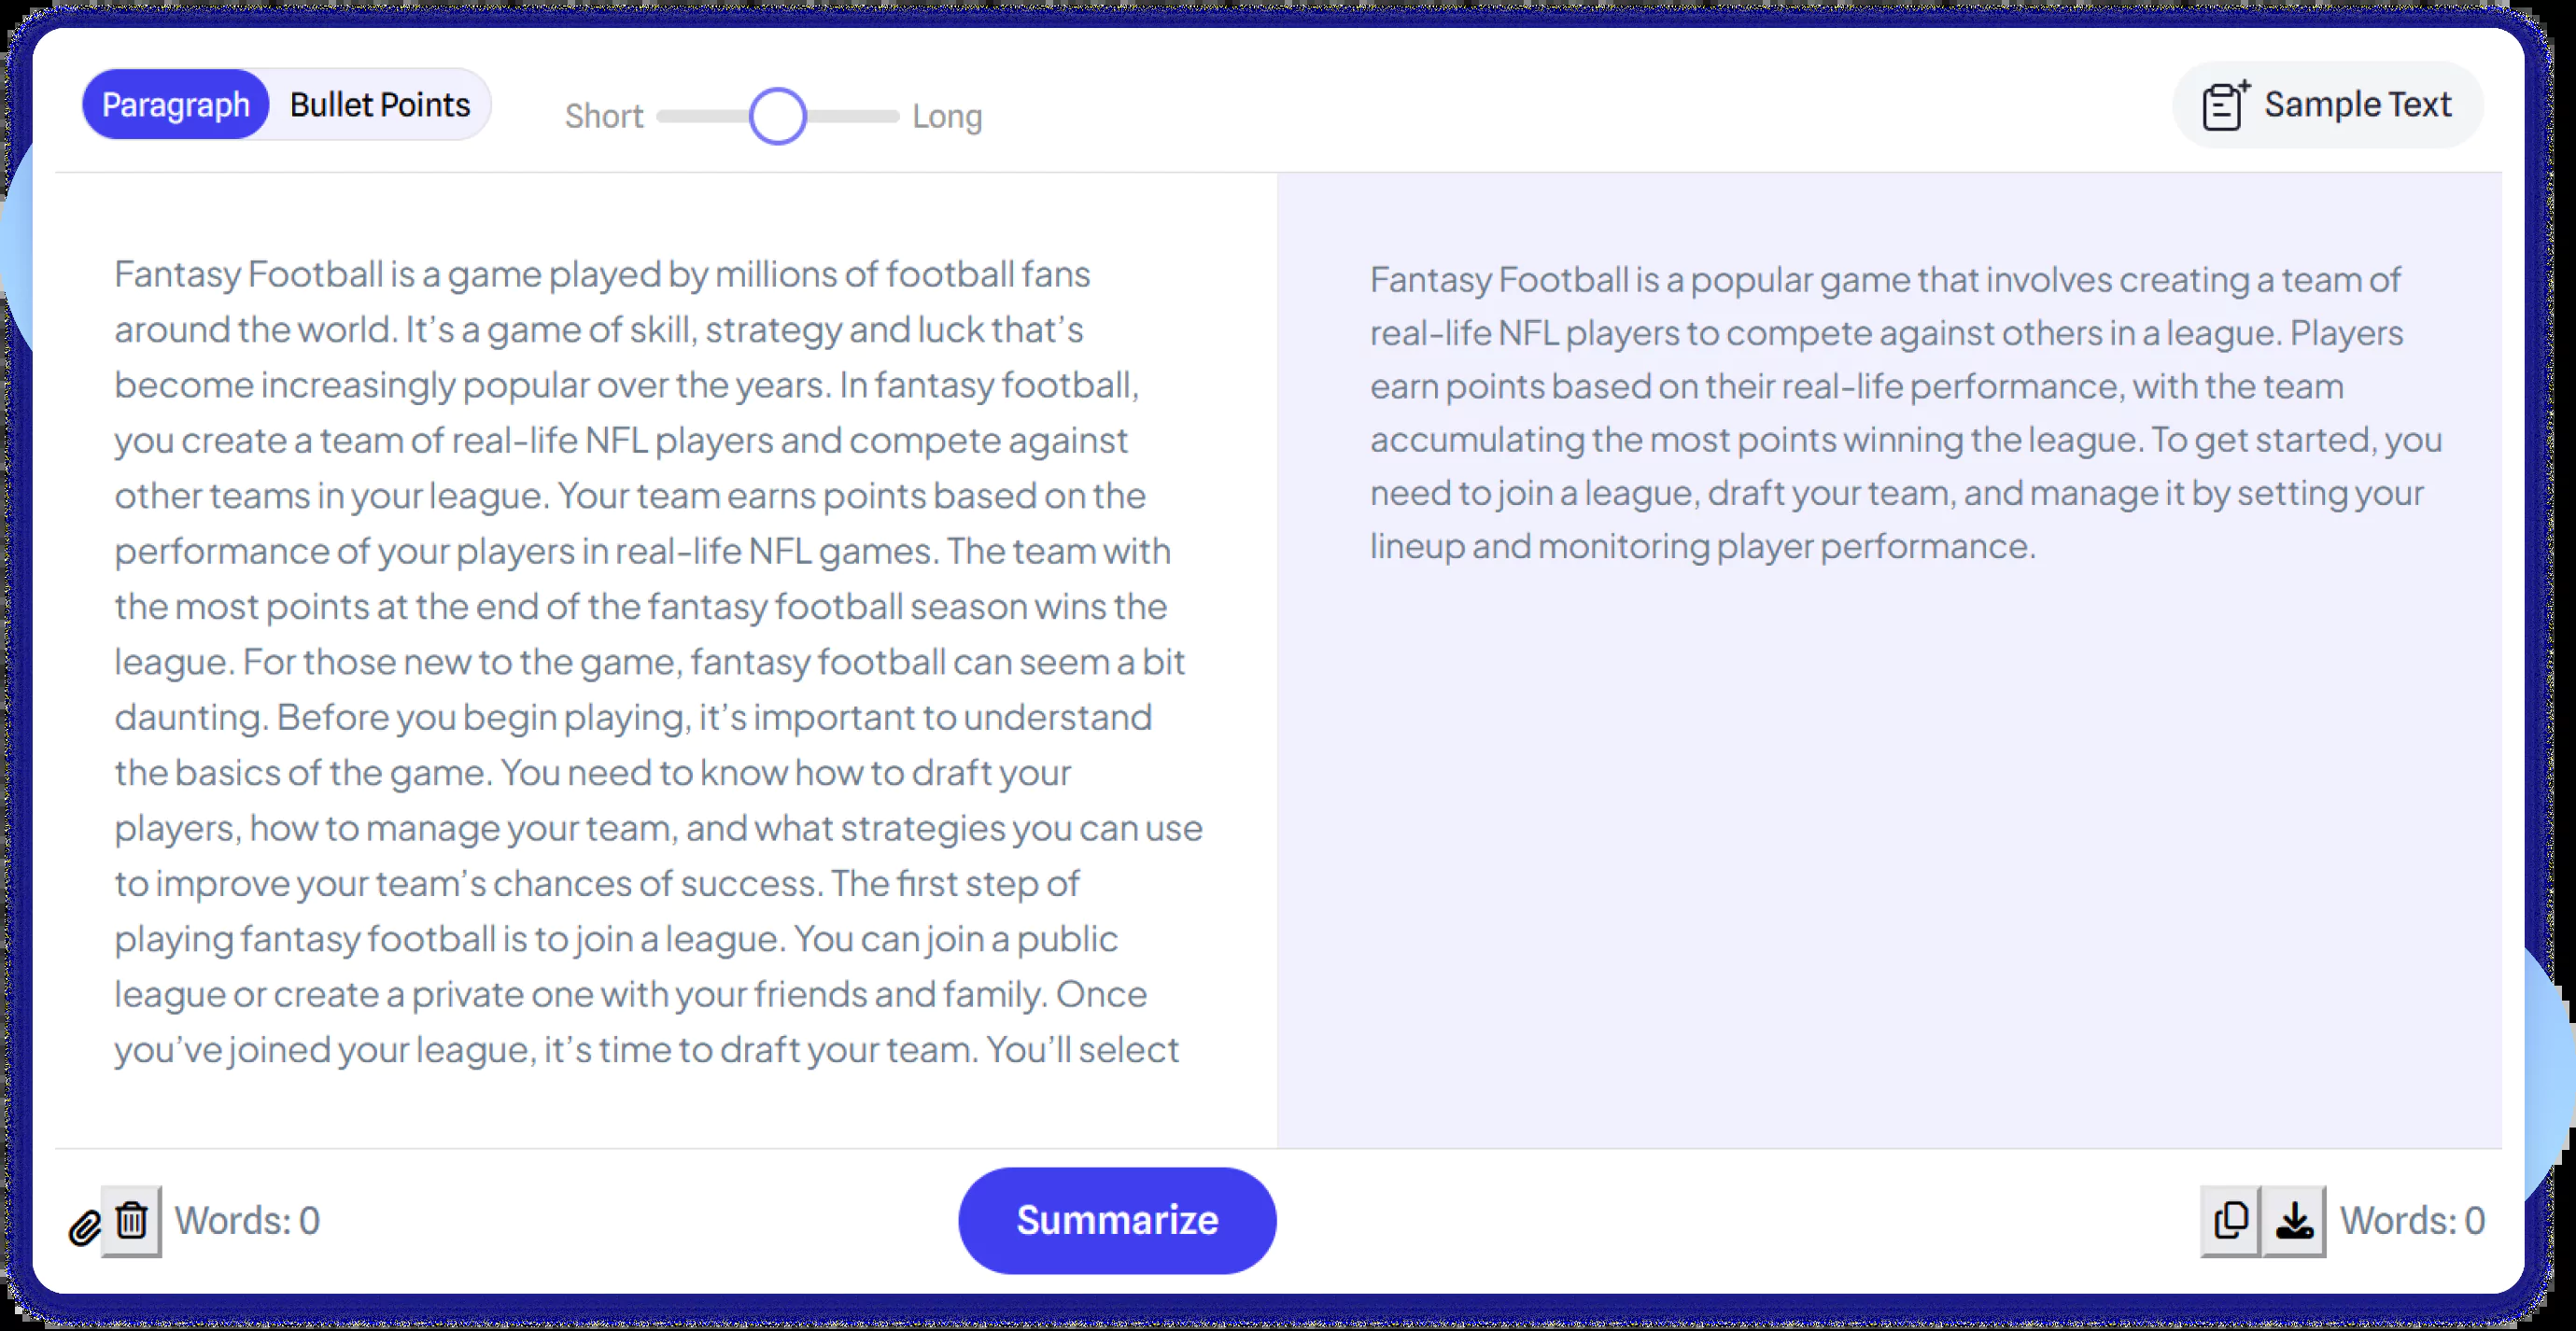 Paragraph Bullet Points Short Long Sample Text
Fantasy Football is a game played by millions of football fans
around the world. It’s a game of skill, strategy and luck that’s
become increasingly popular over the years. In fantasy football,
you create a team of real-life NFL players and compete against
other teams in your league. Your team earns points based on the
performance of your players in real-life NFL games. The team with
the most points at the end of the fantasy football season wins the
league. For those new to the game, fantasy football can seem a bit
daunting. Before you begin playing, it’s important to understand
the basics of the game. You need to know how to draft your
players, how to manage your team, and what strategies you can use
to improve your team’s chances of success. The first step of
playing fantasy football is to join a league. You can join a public
league or create a private one with your friends and family. Once
you’ve joined your league, it’s time to draft your team. You’ll select
Fantasy Football is a popular game that involves creating a team of
real-life NFL players to compete against others in a league. Players
earn points based on their real-life performance, with the team
accumulating the most points winning the league. To get started, you
need to join a league, draft your team, and manage it by setting your
lineup and monitoring player performance.
Words: 0 Summarize Words: 0